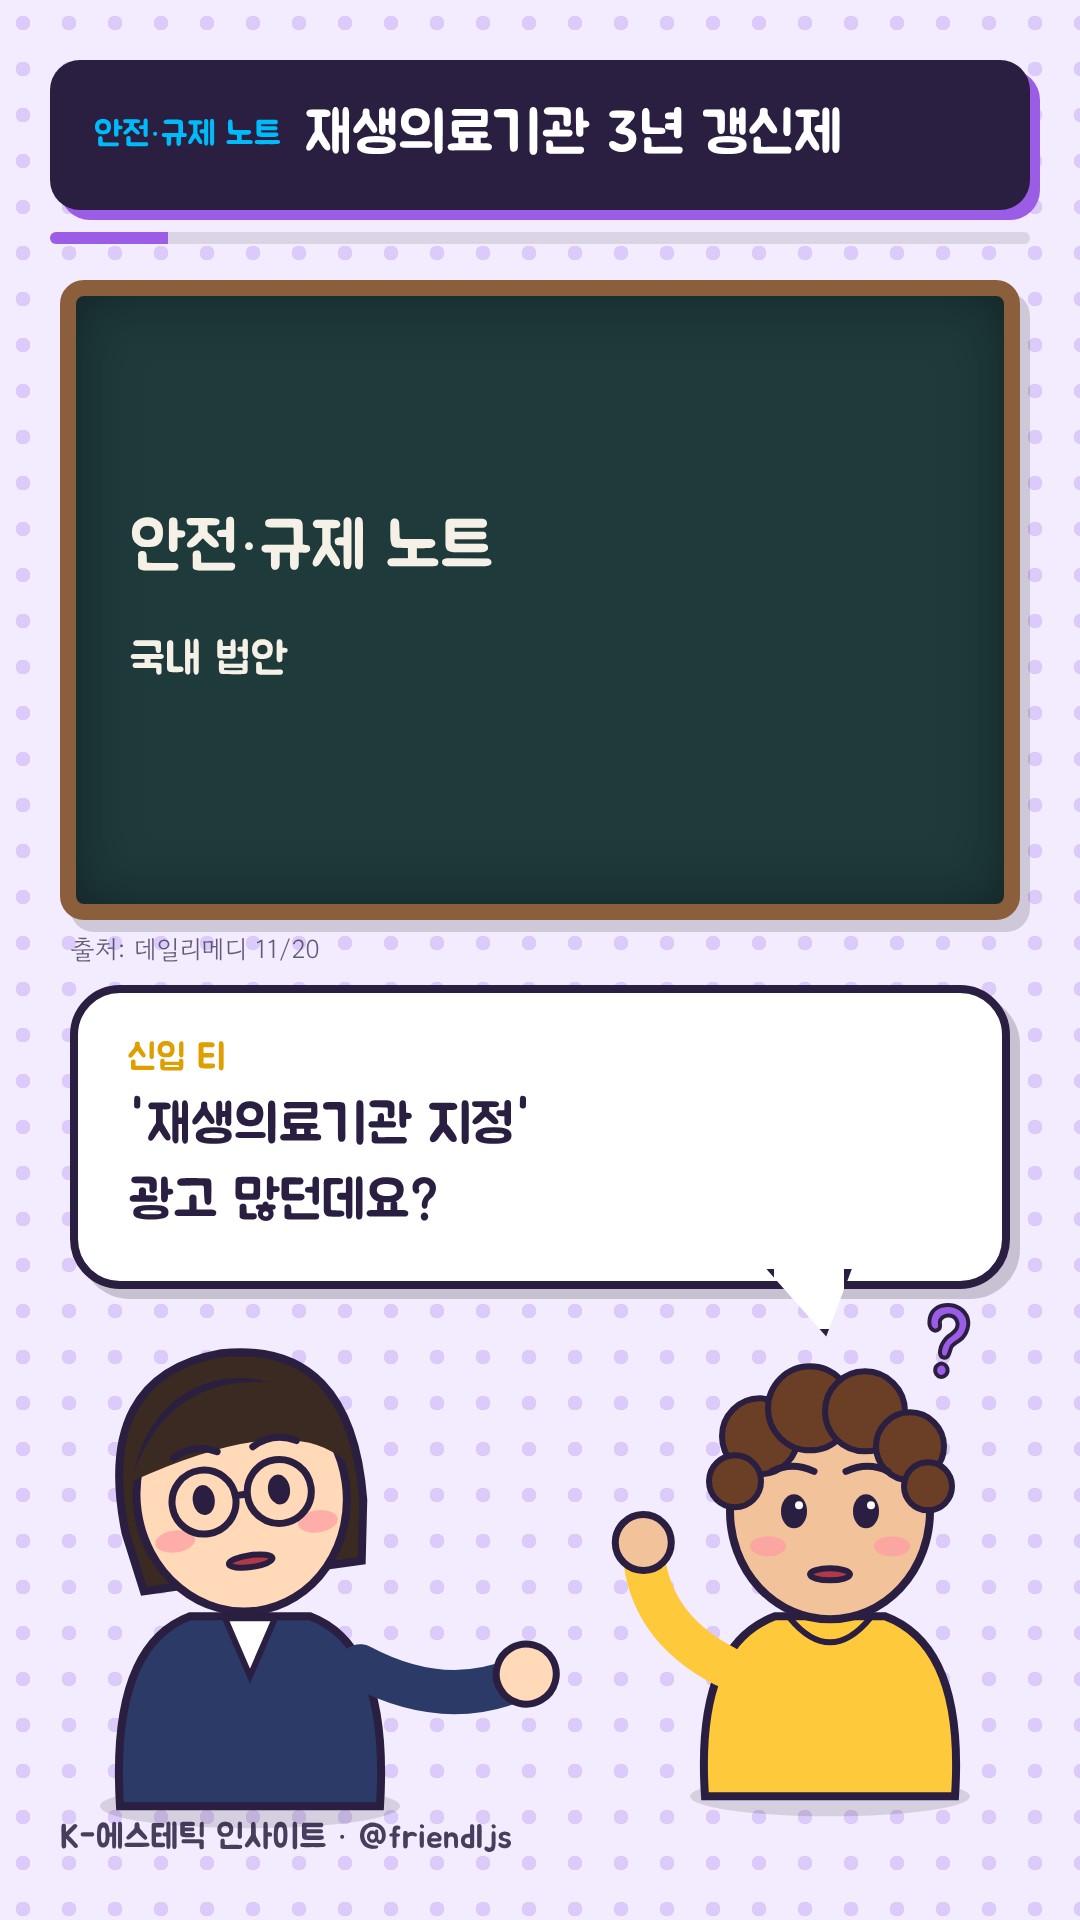 안전·규제 노트 재생의료기관 3년 갱신제
안전·규제 노트
국내 법안
출처: 데일리메디 11/20
신입 티
'재생의료기관 지정'
광고 많던데요?
?
K-에스테틱 인사이트 · @friendl.js